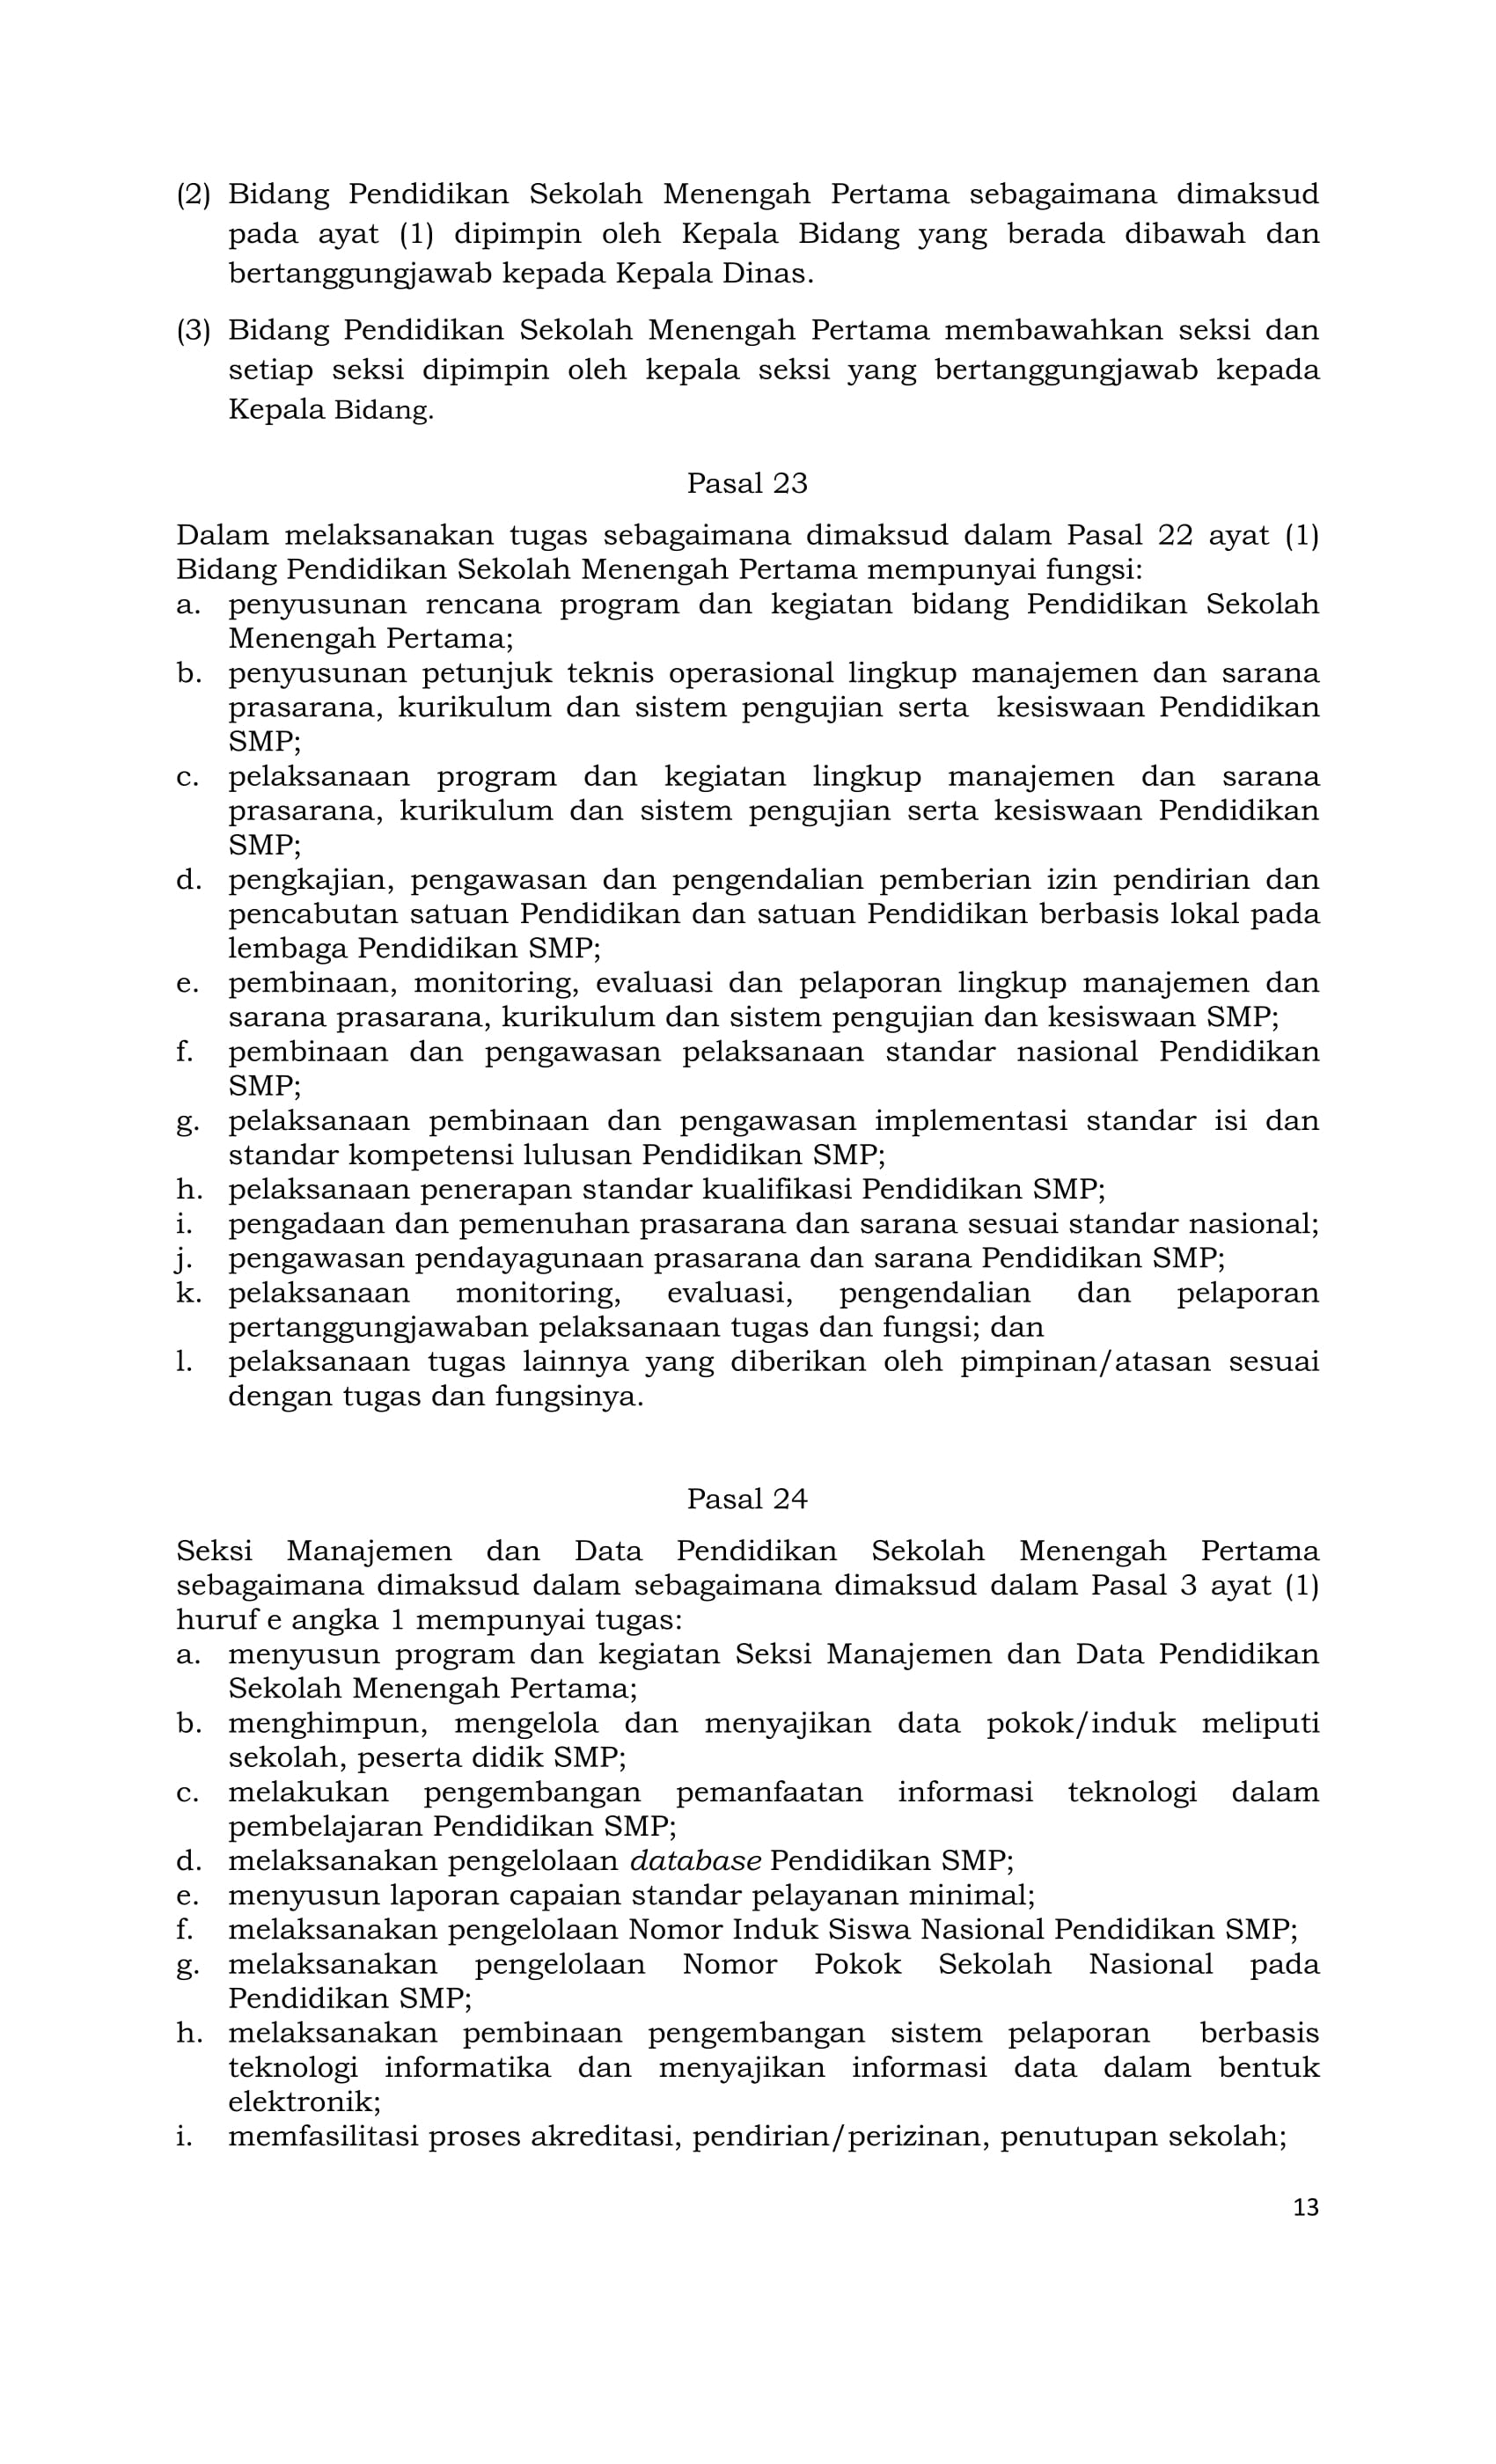 (2) Bidang Pendidikan Sekolah Menengah Pertama sebagaimana dimaksud
pada ayat (1) dipimpin oleh Kepala Bidang yang berada dibawah dan
bertanggungjawab kepada Kepala Dinas.
(3) Bidang Pendidikan Sekolah Menengah Pertama membawahkan seksi dan
setiap seksi dipimpin oleh kepala seksi yang bertanggungjawab kepada
Kepala Bidang.
Pasal 23
Dalam melaksanakan tugas sebagaimana dimaksud dalam Pasal 22 ayat (1)
Bidang Pendidikan Sekolah Menengah Pertama mempunyai fungsi:
a. penyusunan rencana program dan kegiatan bidang Pendidikan Sekolah
Menengah Pertama;
b. penyusunan petunjuk teknis operasional lingkup manajemen dan sarana
prasarana, kurikulum dan sistem pengujian serta kesiswaan Pendidikan
SMP;
c. pelaksanaan program dan kegiatan lingkup manajemen dan sarana
prasarana, kurikulum dan sistem pengujian serta kesiswaan Pendidikan
SMP;
d. pengkajian, pengawasan dan pengendalian pemberian izin pendirian dan
pencabutan satuan Pendidikan dan satuan Pendidikan berbasis lokal pada
lembaga Pendidikan SMP;
e. pembinaan, monitoring, evaluasi dan pelaporan lingkup manajemen dan
sarana prasarana, kurikulum dan sistem pengujian dan kesiswaan SMP;
f. pembinaan dan pengawasan pelaksanaan standar nasional Pendidikan
SMP;
g. pelaksanaan pembinaan dan pengawasan implementasi standar isi dan
standar kompetensi lulusan Pendidikan SMP;
h. pelaksanaan penerapan standar kualifikasi Pendidikan SMP;
i. pengadaan dan pemenuhan prasarana dan sarana sesuai standar nasional;
j. pengawasan pendayagunaan prasarana dan sarana Pendidikan SMP;
k. pelaksanaan monitoring, evaluasi, pengendalian dan pelaporan
pertanggungjawaban pelaksanaan tugas dan fungsi; dan
l. pelaksanaan tugas lainnya yang diberikan oleh pimpinan/atasan sesuai
dengan tugas dan fungsinya.
Pasal 24
Seksi Manajemen dan Data Pendidikan Sekolah Menengah Pertama
sebagaimana dimaksud dalam sebagaimana dimaksud dalam Pasal 3 ayat (1)
huruf e angka 1 mempunyai tugas:
a. menyusun program dan kegiatan Seksi Manajemen dan Data Pendidikan
Sekolah Menengah Pertama;
b. menghimpun, mengelola dan menyajikan data pokok/induk meliputi
sekolah, peserta didik SMP;
c. melakukan pengembangan pemanfaatan informasi teknologi dalam
pembelajaran Pendidikan SMP;
d. melaksanakan pengelolaan database Pendidikan SMP;
e. menyusun laporan capaian standar pelayanan minimal;
f. melaksanakan pengelolaan Nomor Induk Siswa Nasional Pendidikan SMP;
g. melaksanakan pengelolaan Nomor Pokok Sekolah Nasional pada
Pendidikan SMP;
h. melaksanakan pembinaan pengembangan sistem pelaporan berbasis
teknologi informatika dan menyajikan informasi data dalam bentuk
elektronik;
i. memfasilitasi proses akreditasi, pendirian/perizinan, penutupan sekolah;
13